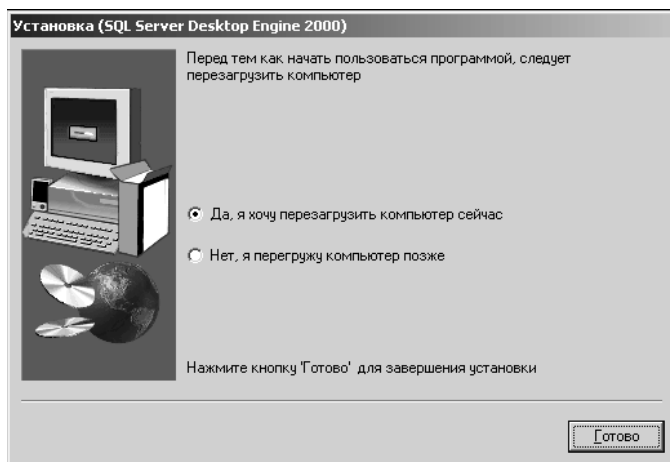 Установка (SQL Server Desktop Engine 2000)
Перед тем как начать пользоваться программой, следует
перезагрузить компьютер
Да, я хочу перезагрузить компьютер сейчас
Нет, я перегружу компьютер позже
Нажмите кнопку 'Готово' для завершения установки
Готово